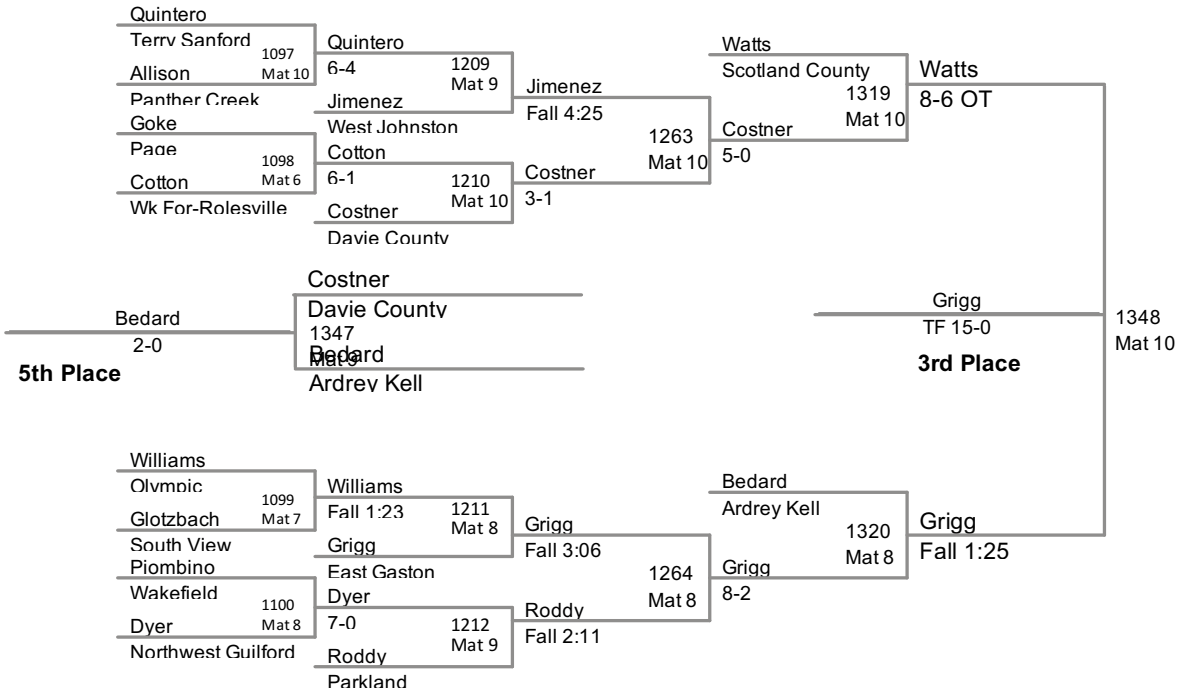 Quintero
Terry Sanford
1097
Mat 10
Allison
Panther Creek
Goke
Page
1098
Mat 6
Cotton
Wk For-Rolesville
Quintero
6-4
1209
Mat 9
Jimenez
West Johnston
Cotton
6-1
1210
Mat 10
Costner
Davie County
Jimenez
Fall 4:25
1263
Mat 10
Costner
3-1
Watts
Scotland County
1319
Mat 10
Costner
5-0
Watts
8-6 OT
Costner
Davie County
1347
Mat 9
Bedard
Ardrey Kell
Bedard
2-0
5th Place
Grigg
TF 15-0
3rd Place
1348
Mat 10
Williams
Olympic
1099
Mat 7
Glotzbach
South View
Piombino
Wakefield
1100
Mat 8
Dyer
Northwest Guilford
Williams
Fall 1:23
1211
Mat 8
Grigg
East Gaston
Dyer
7-0
1212
Mat 9
Roddy
Parkland
Grigg
Fall 3:06
1264
Mat 8
Roddy
Fall 2:11
Bedard
Ardrey Kell
1320
Mat 8
Grigg
8-2
Grigg
Fall 1:25